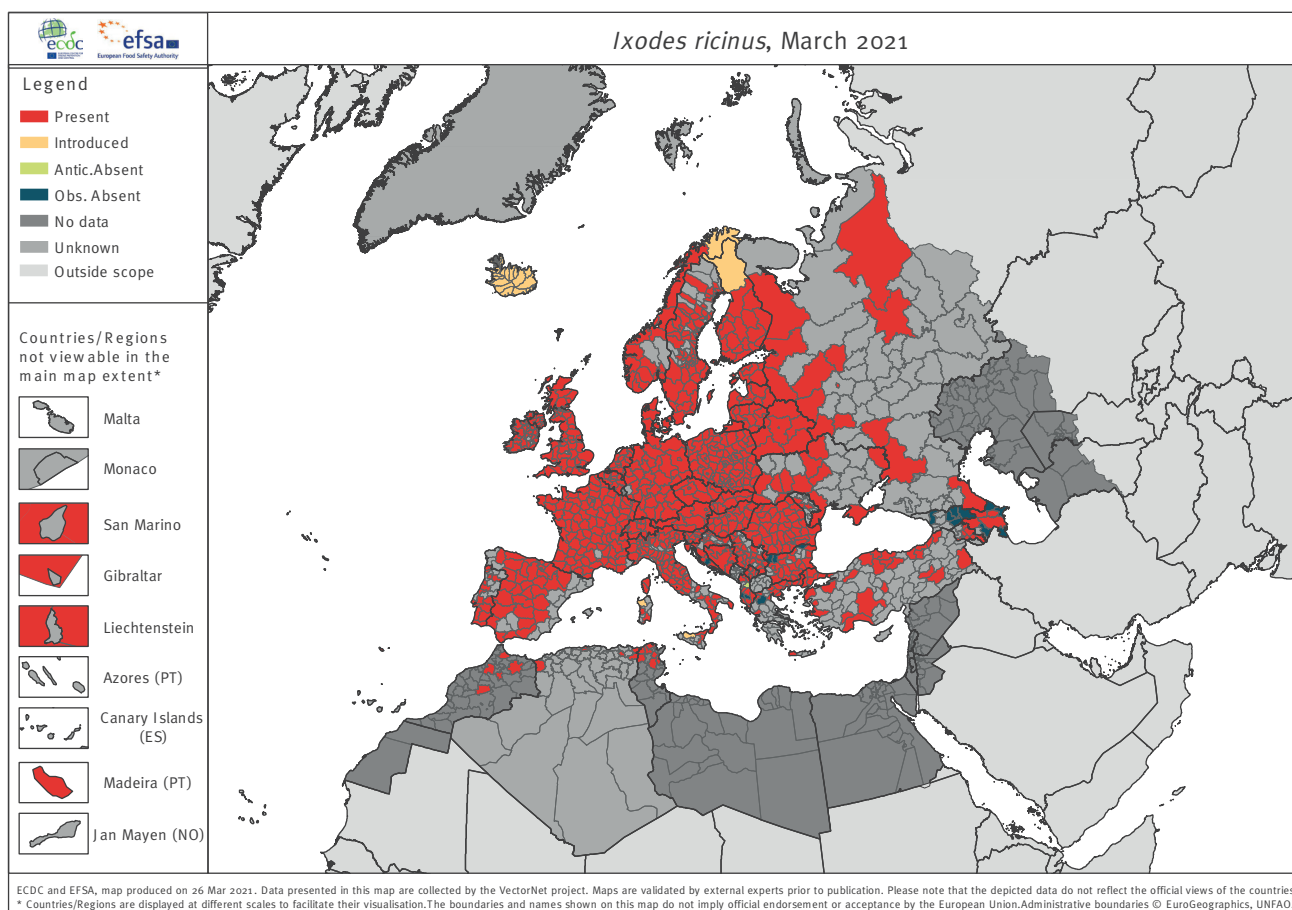 ecdc
efsa
European Food Safety Authority
Ixodes ricinus, March 2021
Legend
Present
Introduced
Antic.Absent
Obs. Absent
No data
Unknown
Outside scope
Countries/Regions
not viewable in the
main map extent*
Malta
Monaco
San Marino
Gibraltar
Liechtenstein
Azores (PT)
Canary Islands
(ES)
Madeira (PT)
Jan Mayen (NO)
ECDC and EFSA, map produced on 26 Mar 2021. Data presented in this map are collected by the VectorNet project. Maps are validated by external experts prior to publication. Please note that the depicted data do not reflect the official views of the countries
* Countries/Regions are displayed at different scales to facilitate their visualisation.The boundaries and names shown on this map do not imply official endorsement or acceptance by the European Union.Administrative boundaries © EuroGeographics, UNFAO